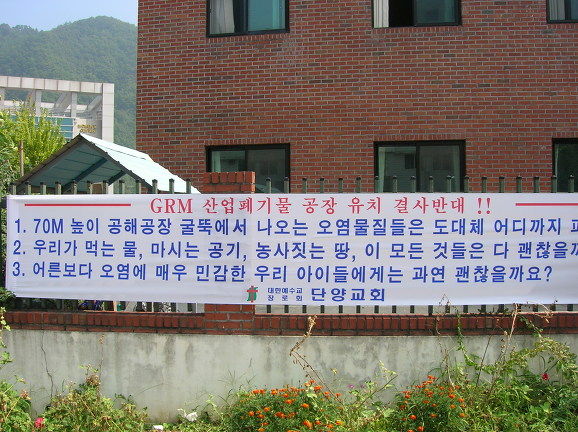 GRM 산업폐기물 공장 유치 결사반대 !!
1. 70M 높이 공해공장 굴뚝에서 나오는 오염물질들은 도대체 어디까지
2. 우리가 먹는 물, 마시는 공기, 농사짓는 땅, 이 모든 것들은 다 괜찮을까
3. 어른보다 오염에 매우 민감한 우리 아이들에게는 과연 괜찮을까요?
대한예수교
장로회 단양교회